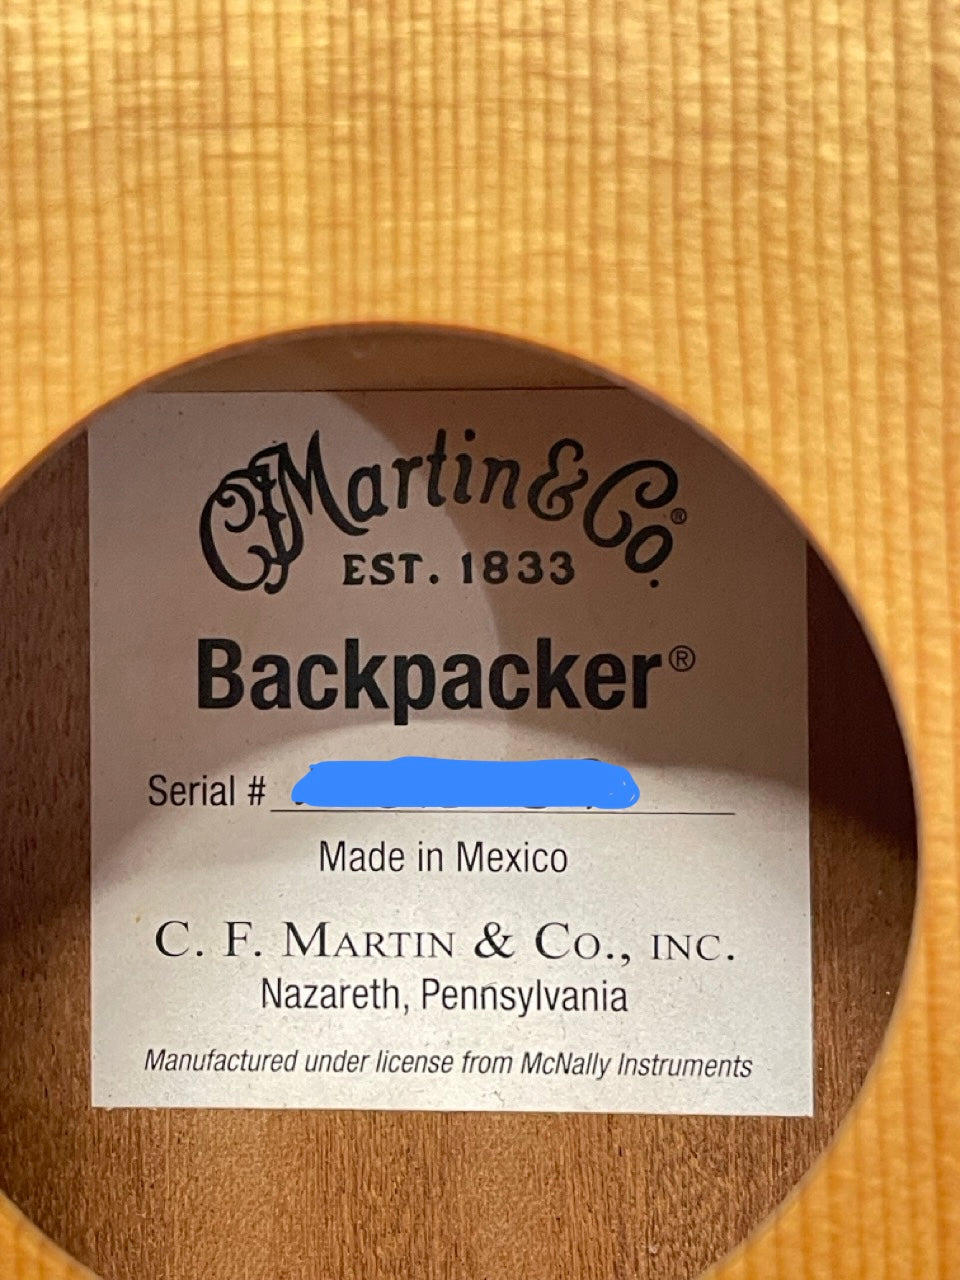 CFMartin & Co.®
EST. 1833
Backpacker®
Serial #
Made in Mexico
C. F. MARTIN & CO., INC.
Nazareth, Pennsylvania
Manufactured under license from McNally Instruments